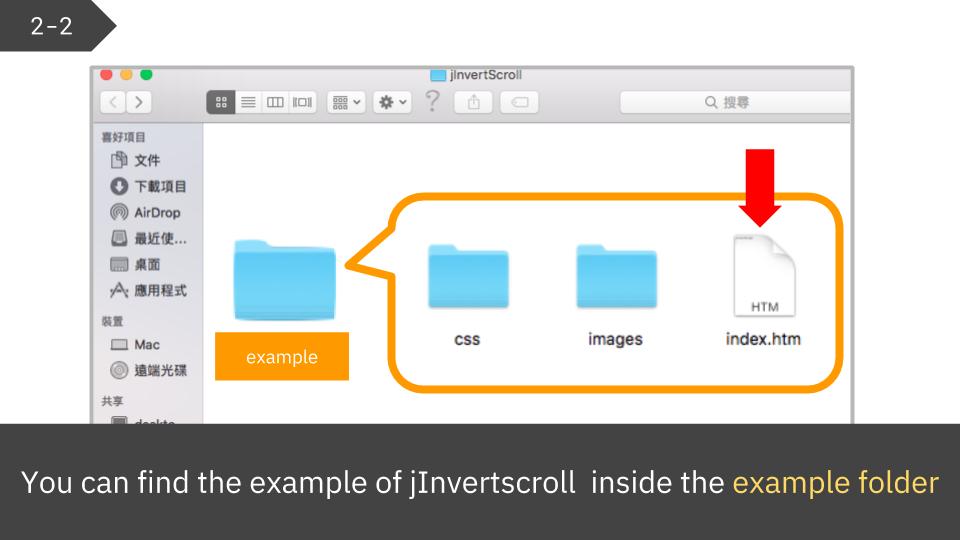 2-2
jInvertScroll
搜尋
喜好項目
文件
下載項目
AirDrop
最近使...
桌面
應用程式
裝置
Mac
遠端光碟
共享
example
css
images
HTM
index.htm
You can find the example of jInvertscroll inside the example folder